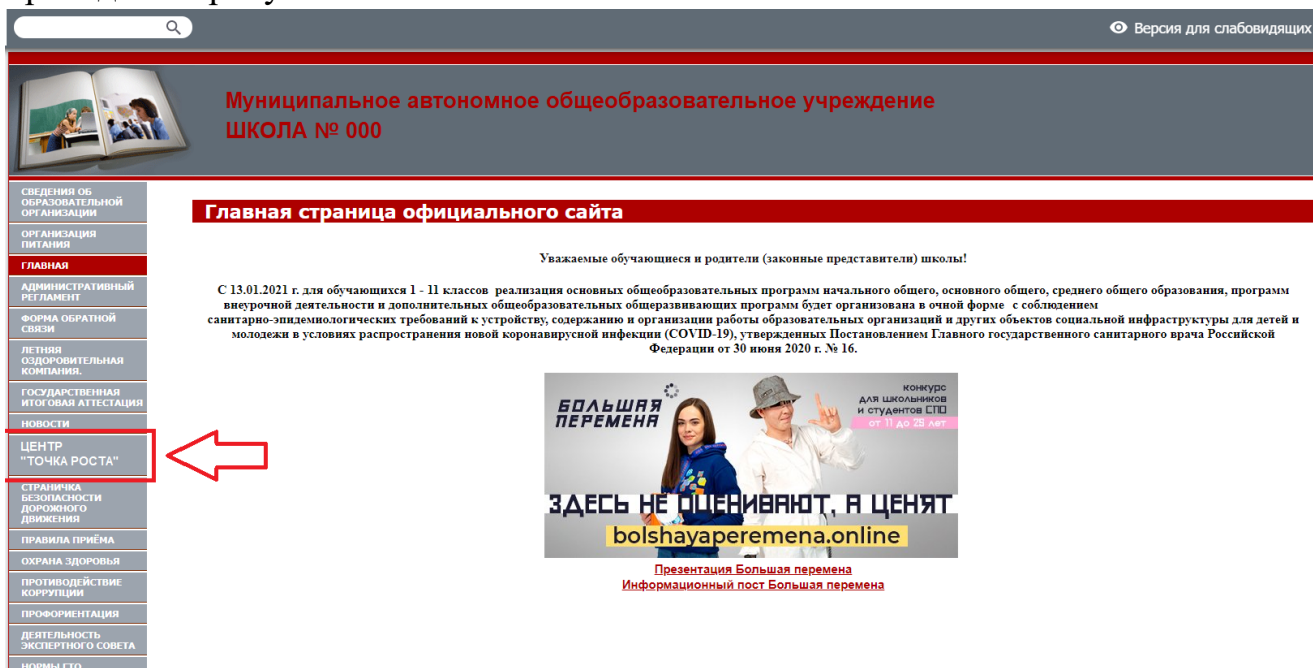 Версия для слабовидящих
Муниципальное автономное общеобразовательное учреждение
ШКОЛА № 000
СВЕДЕНИЯ ОБ
ОБРАЗОВАТЕЛЬНОЙ
ОРГАНИЗАЦИИ
ОРГАНИЗАЦИЯ
ПИТАНИЯ
ГЛАВНАЯ
АДМИНИСТРАТИВНЫЙ
РЕГЛАМЕНТ
ФОРМА ОБРАТНОЙ
СВЯЗИ
ЛЕТНЯЯ
ОЗДОРОВИТЕЛЬНАЯ
КОМПАНИЯ.
ГОСУДАРСТВЕННАЯ
ИТОГОВАЯ АТТЕСТАЦИЯ
НОВОСТИ
ЦЕНТР
"ТОЧКА РОСТА"
СТРАНИЧКА
БЕЗОПАСНОСТИ
ДОРОЖНОГО
ДВИЖЕНИЯ
ПРАВИЛА ПРИЁМА
ОХРАНА ЗДОРОВЬЯ
ПРОТИВОДЕЙСТВИЕ
КОРРУПЦИИ
ПРОФОРИЕНТАЦИЯ
ДЕЯТЕЛЬНОСТЬ
ЭКСПЕРТНОГО СОВЕТА
НОРМЫ ГТО
Главная страница официального сайта
Уважаемые обучающиеся и родители (законные представители) школы!
С 13.01.2021 г. для обучающихся 1 - 11 классов реализация основных общеобразовательных программ начального общего, основного общего, среднего общего образования, программ
внеурочной деятельности и дополнительных общеобразовательных общеразвивающих программ будет организована в очной форме с соблюдением
санитарно-эпидемиологических требований к устройству, содержанию и организации работы образовательных организаций и других объектов социальной инфраструктуры для детей и
молодежи в условиях распространения новой коронавирусной инфекции (COVID-19), утвержденных Постановлением Главного государственного санитарного врача Российской
Федерации от 30 июня 2020 г. № 16.
БОЛЬШАЯ
ПЕРЕМЕНА
конкурс
для школьников
и студентов СПО
от 11 до 25 лет
ЗДЕСЬ НЕ ОЦЕНИВАЮТ, А ЦЕНЯТ
bolshayaperemena.online
Презентация Большая перемена
Информационный пост Большая перемена